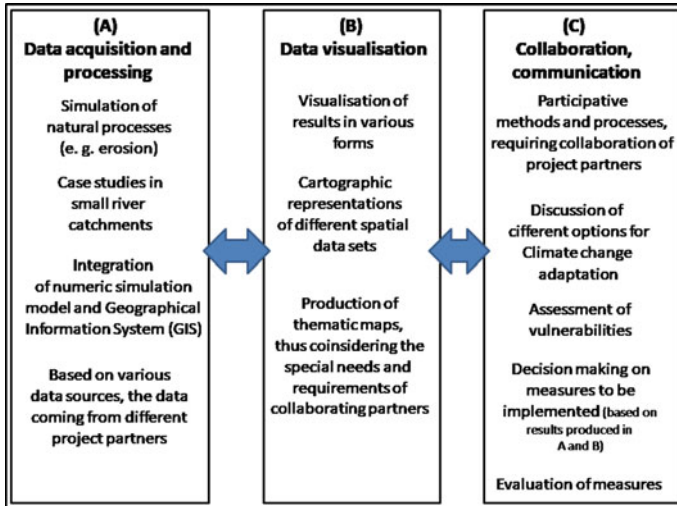 (A)
Data acquisition and
processing
Simulation of
natural processes
(e. g. erosion)
Case studies in
small river
catchments
Integration
of numeric simulation
model and Geographical
Information System (GIS)
Based on various
data sources, the data
coming from different
project partners
(B)
Data visualisation
Visualisation of
results in various
forms
Cartographic
representations
of different spatial
data sets
Production of
thematic maps,
thus coinsidering the
special needs and
requirements of
collaborating partners
(C)
Collaboration,
communication
Participative
methods and processes,
requiring collaboration of
project partners
Discussion of
cifferent options for
Climate change
adaptation
Assessment of
vulnerabilities
Decision making on
measures to be
implemented (based on
results produced in
A and B)
Evaluation of measures